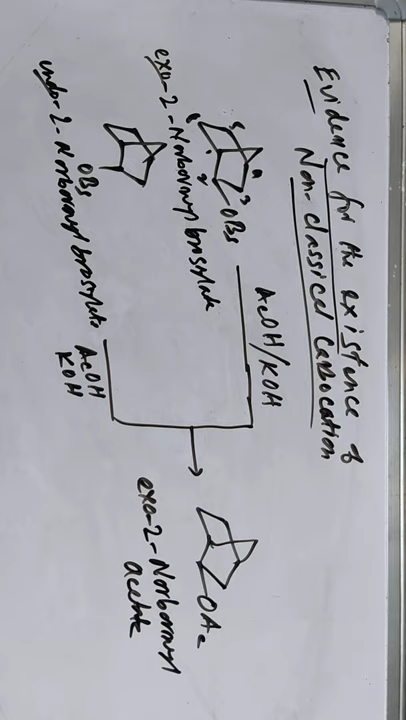 Evidence for the existence of
Non-classical Carbocation
OBs
exo-2-Norbornyl brosylate
AcOH/KOH
OBs
endo-2-Norbornyl brosylate
AcOH
KOH
OAc
exo-2-Norbornyl
acetate